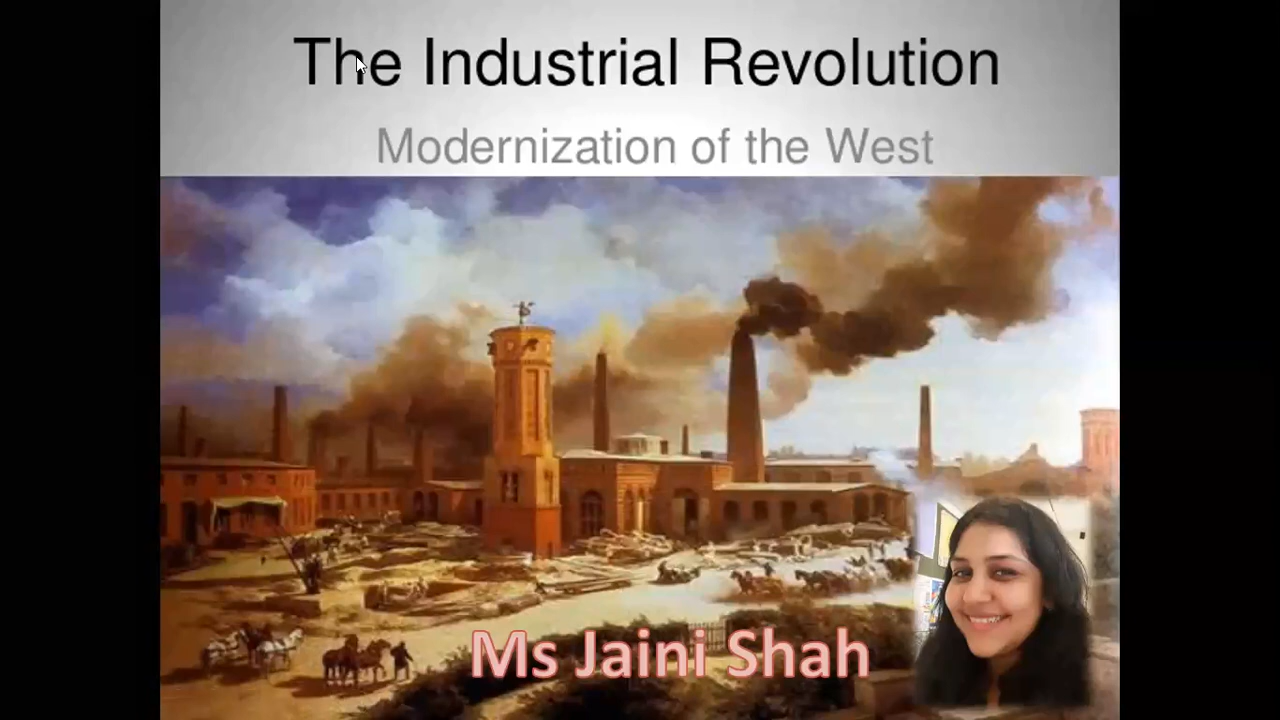 The Industrial Revolution
Modernization of the West
Ms Jaini Shah